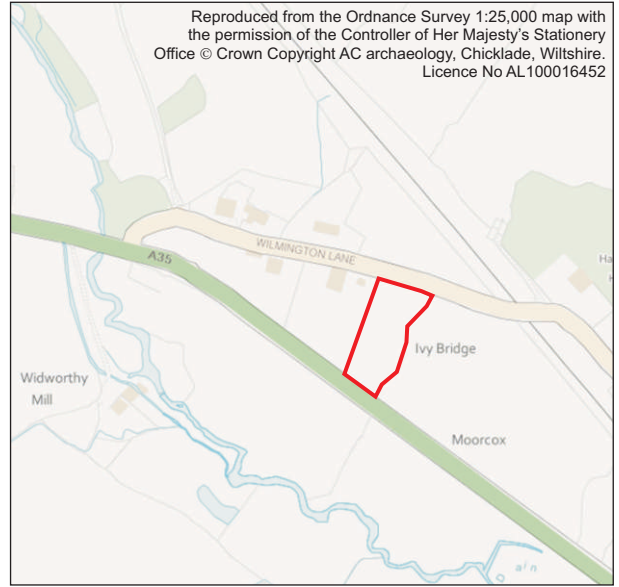 Reproduced from the Ordnance Survey 1:25,000 map with
the permission of the Controller of Her Majesty's Stationery
Office © Crown Copyright AC archaeology, Chicklade, Wiltshire.
Licence No AL100016452
WILMINGTON LANE
A35
Ha
Ivy Bridge
Widworthy
Mill
Moorcox